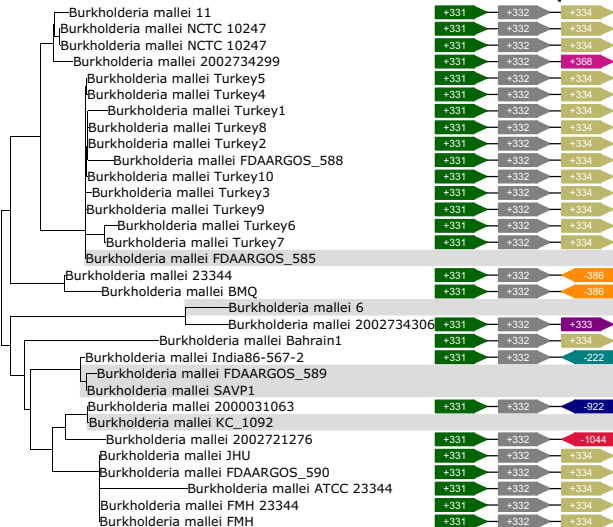 Burkholderia mallei 11 +331 +332 +334
Burkholderia mallei NCTC 10247 +331 +332 +334
Burkholderia mallei NCTC 10247 +331 +332 +334
Burkholderia mallei 2002734299 +331 +332 +368
Burkholderia mallei Turkey5 +331 +332 +334
Burkholderia mallei Turkey4 +331 +332 +334
Burkholderia mallei Turkey1 +331 +332 +334
Burkholderia mallei Turkey8 +331 +332 +334
Burkholderia mallei Turkey2 +331 +332 +334
Burkholderia mallei FDAARGOS_588 +331 +332 +334
Burkholderia mallei Turkey10 +331 +332 +334
Burkholderia mallei Turkey3 +331 +332 +334
Burkholderia mallei Turkey9 +331 +332 +334
Burkholderia mallei Turkey6 +331 +332 +334
Burkholderia mallei Turkey7 +331 +332 +334
Burkholderia mallei FDAARGOS_585
Burkholderia mallei 23344 +331 +332 -386
Burkholderia mallei BMQ +331 +332 -386
Burkholderia mallei 6
Burkholderia mallei 2002734306 +331 +332 +333
Burkholderia mallei Bahrain1 +331 +332 +334
Burkholderia mallei India86-567-2 +331 +332 -222
Burkholderia mallei FDAARGOS_589
Burkholderia mallei SAVP1
Burkholderia mallei 2000031063 +331 +332 -922
Burkholderia mallei KC_1092
Burkholderia mallei 2002721276 +331 +332 -1044
Burkholderia mallei JHU +331 +332 +334
Burkholderia mallei FDAARGOS_590 +331 +332 +334
Burkholderia mallei ATCC 23344 +331 +332 +334
Burkholderia mallei FMH 23344 +331 +332 +334
Burkholderia mallei FMH +331 +332 +334